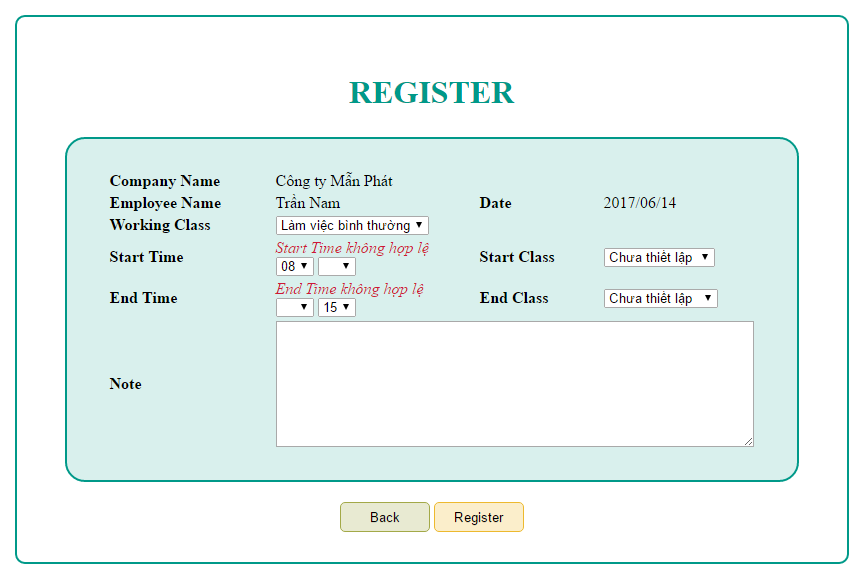 REGISTER
Company Name Công ty Mẫn Phát
Employee Name Trần Nam Date 2017/06/14
Working Class Làm việc bình thường
Start Time không hợp lệ
Start Time 08 Start Class Chưa thiết lập
End Time không hợp lệ
End Time 15 End Class Chưa thiết lập
Note
Back Register